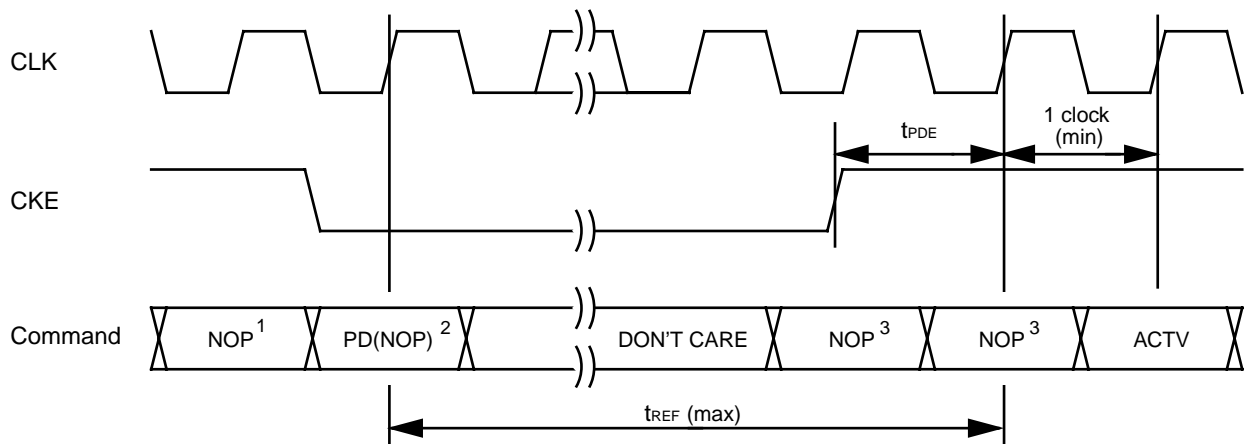 CLK
tPDE
1 clock
(min)
CKE
Command
NOP 1
PD(NOP) 2
DON'T CARE
NOP 3
NOP 3
ACTV
tREF (max)